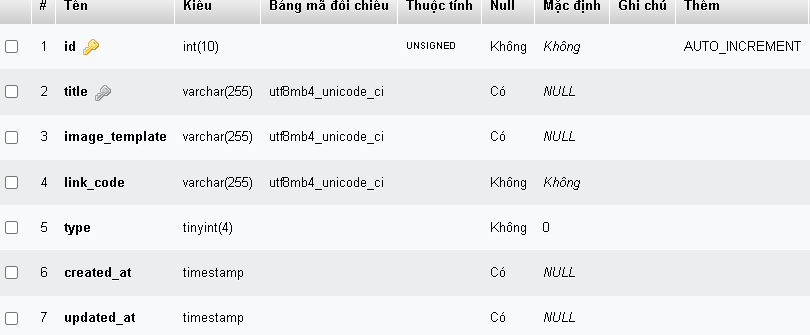 # Tên Kiểu Bảng mã đối chiếu Thuộc tính Null Mặc định Ghi chú Thêm
1 id int(10) UNSIGNED Không Không AUTO_INCREMENT
2 title varchar(255) utf8mb4_unicode_ci Có NULL
3 image_template varchar(255) utf8mb4_unicode_ci Có NULL
4 link_code varchar(255) utf8mb4_unicode_ci Không Không
5 type tinyint(4) Không 0
6 created_at timestamp Có NULL
7 updated_at timestamp Có NULL